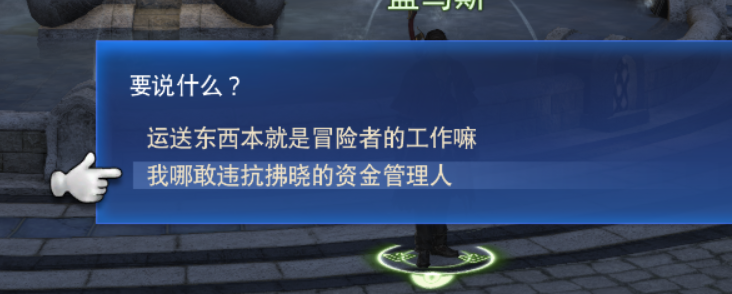 要说什么？
运送东西本就是冒险者的工作嘛
我哪敢违抗拂晓的资金管理人